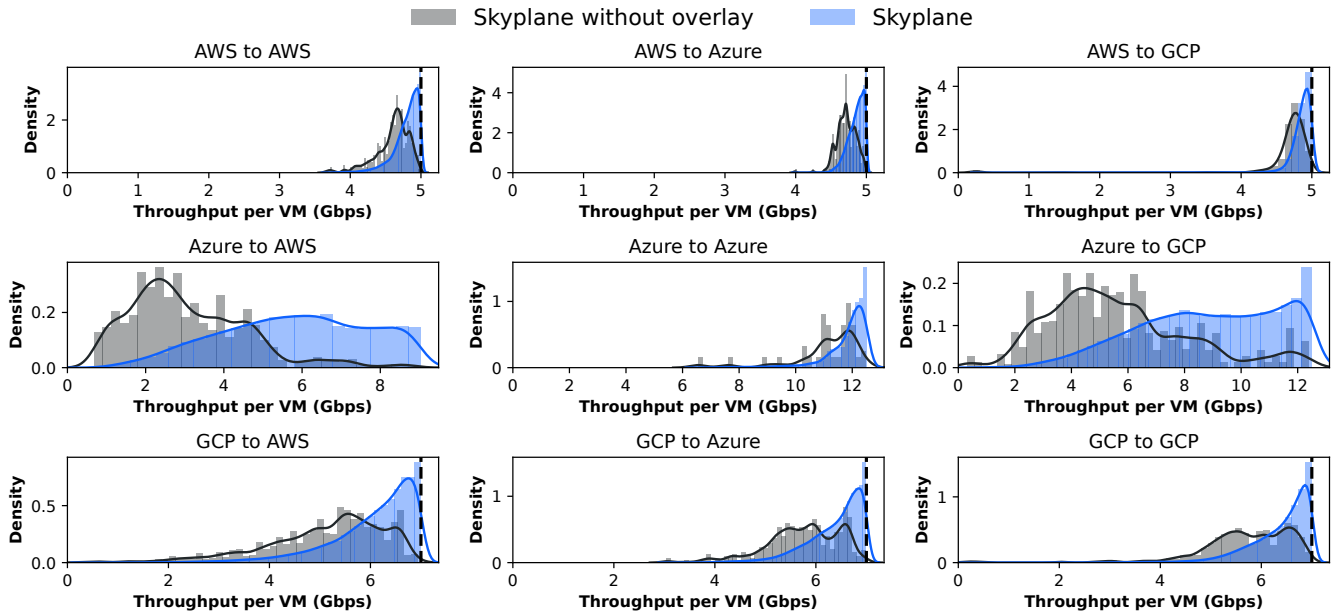 Skyplane without overlay Skyplane
AWS to AWS AWS to Azure AWS to GCP
Density
2
0
0 1 2 3 4 5
Throughput per VM (Gbps)
Density
4
2
0
0 1 2 3 4 5
Throughput per VM (Gbps)
Density
4
2
0
0 1 2 3 4 5
Throughput per VM (Gbps)
Azure to AWS Azure to Azure Azure to GCP
Density
0.2
0.0
0 2 4 6 8
Throughput per VM (Gbps)
Density
1
0
0 2 4 6 8 10 12
Throughput per VM (Gbps)
Density
0.2
0.1
0.0
0 2 4 6 8 10 12
Throughput per VM (Gbps)
GCP to AWS GCP to Azure GCP to GCP
Density
0.5
0.0
0 2 4 6
Throughput per VM (Gbps)
Density
1
0
0 2 4 6
Throughput per VM (Gbps)
Density
1
0
0 2 4 6
Throughput per VM (Gbps)